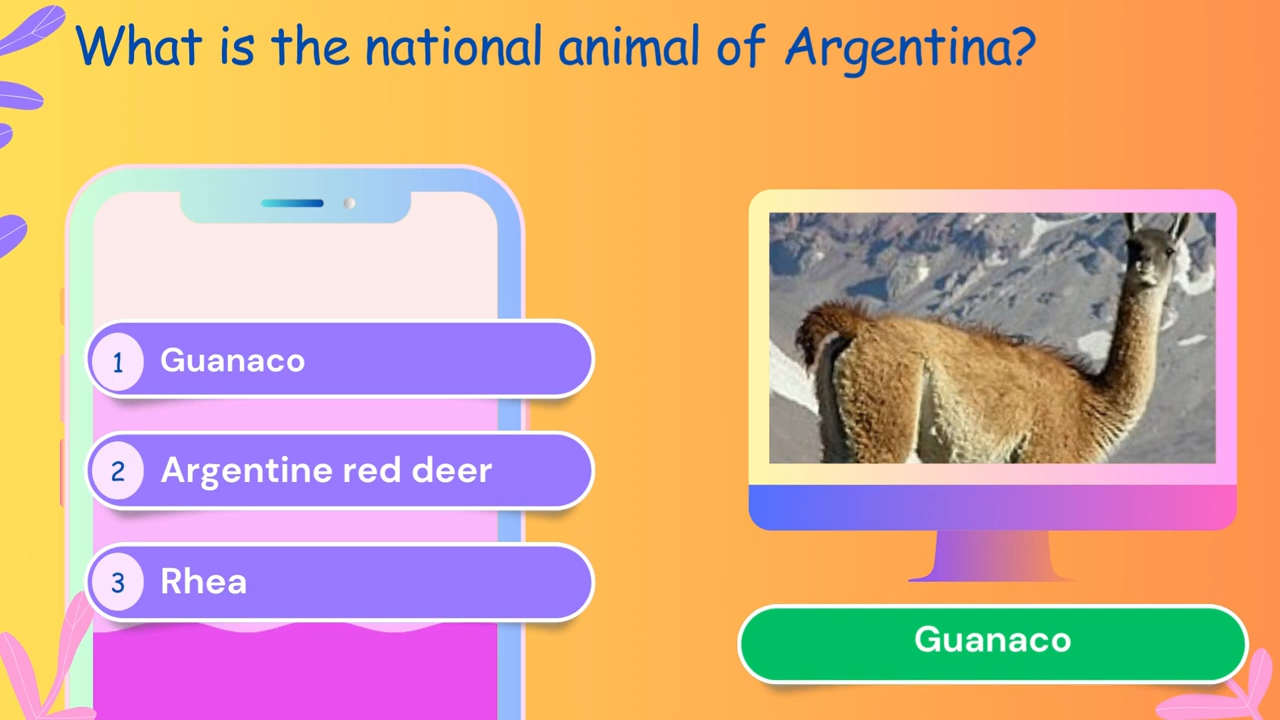 What is the national animal of Argentina?
1 Guanaco
2 Argentine red deer
3 Rhea
Guanaco